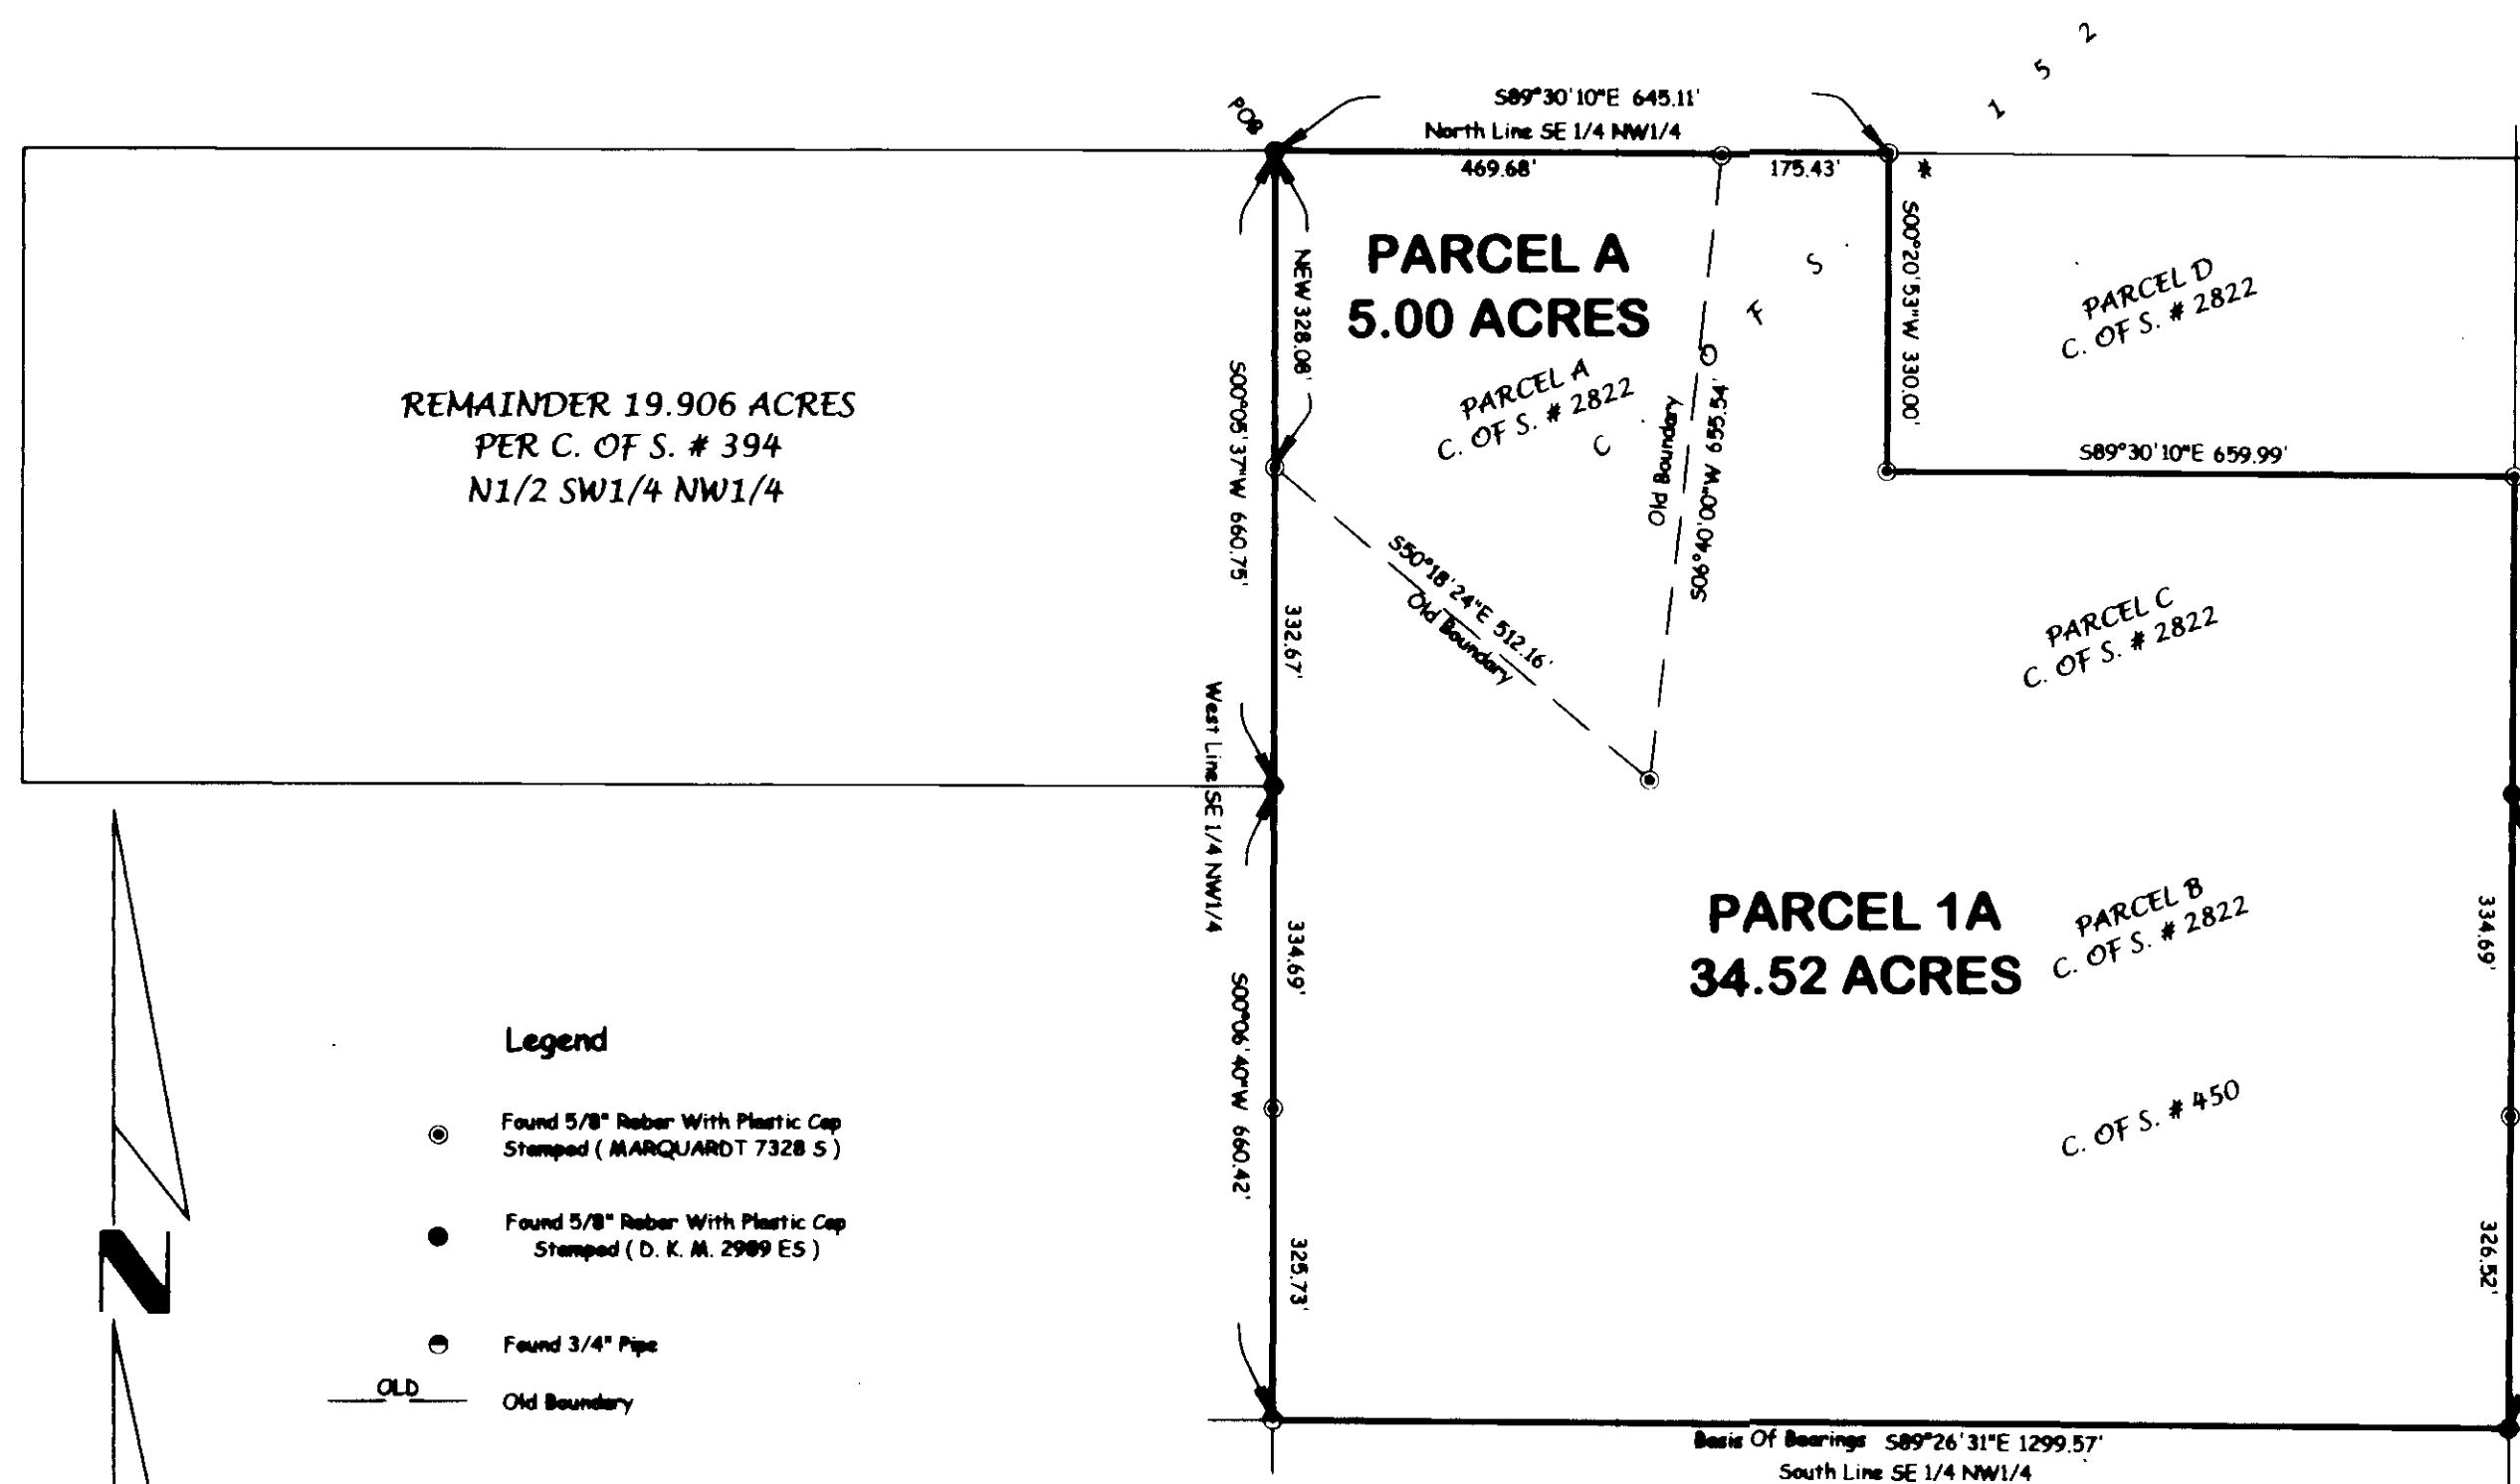 1 5 2
POB
S89°30'10"E 645.11'
North Line SE 1/4 NW1/4
469.68'
175.43'
*
PARCEL A
5.00 ACRES
PARCEL A
C. OF S. # 2822
C O F S
S00°20'53"W 330.00'
PARCEL D
C. OF S. # 2822
S89°30'10"E 659.99'
NEW 328.08'
S00°05'37"W 660.75'
332.67'
REMAINDER 19.906 ACRES
PER C. OF S. # 394
N1/2 SW1/4 NW1/4
Old Boundary
S06°40'00"W 655.54'
S50°18'24"E 512.16'
Old Boundary
PARCEL C
C. OF S. # 2822
West Line SE 1/4 NW1/4
334.69'
S00°06'40"W 660.42'
325.73'
PARCEL 1A
34.52 ACRES
PARCEL B
C. OF S. # 2822
C. OF S. # 450
334.69'
326.52'
Legend
Found 5/8" Rebar With Plastic Cap
Stamped ( MARQUARDT 7328 S )
Found 5/8" Rebar With Plastic Cap
Stamped ( D. K. M. 2989 ES )
Found 3/4" Pipe
OLD
Old Boundary
N
Basis Of Bearings S89°26'31"E 1299.57'
South Line SE 1/4 NW1/4